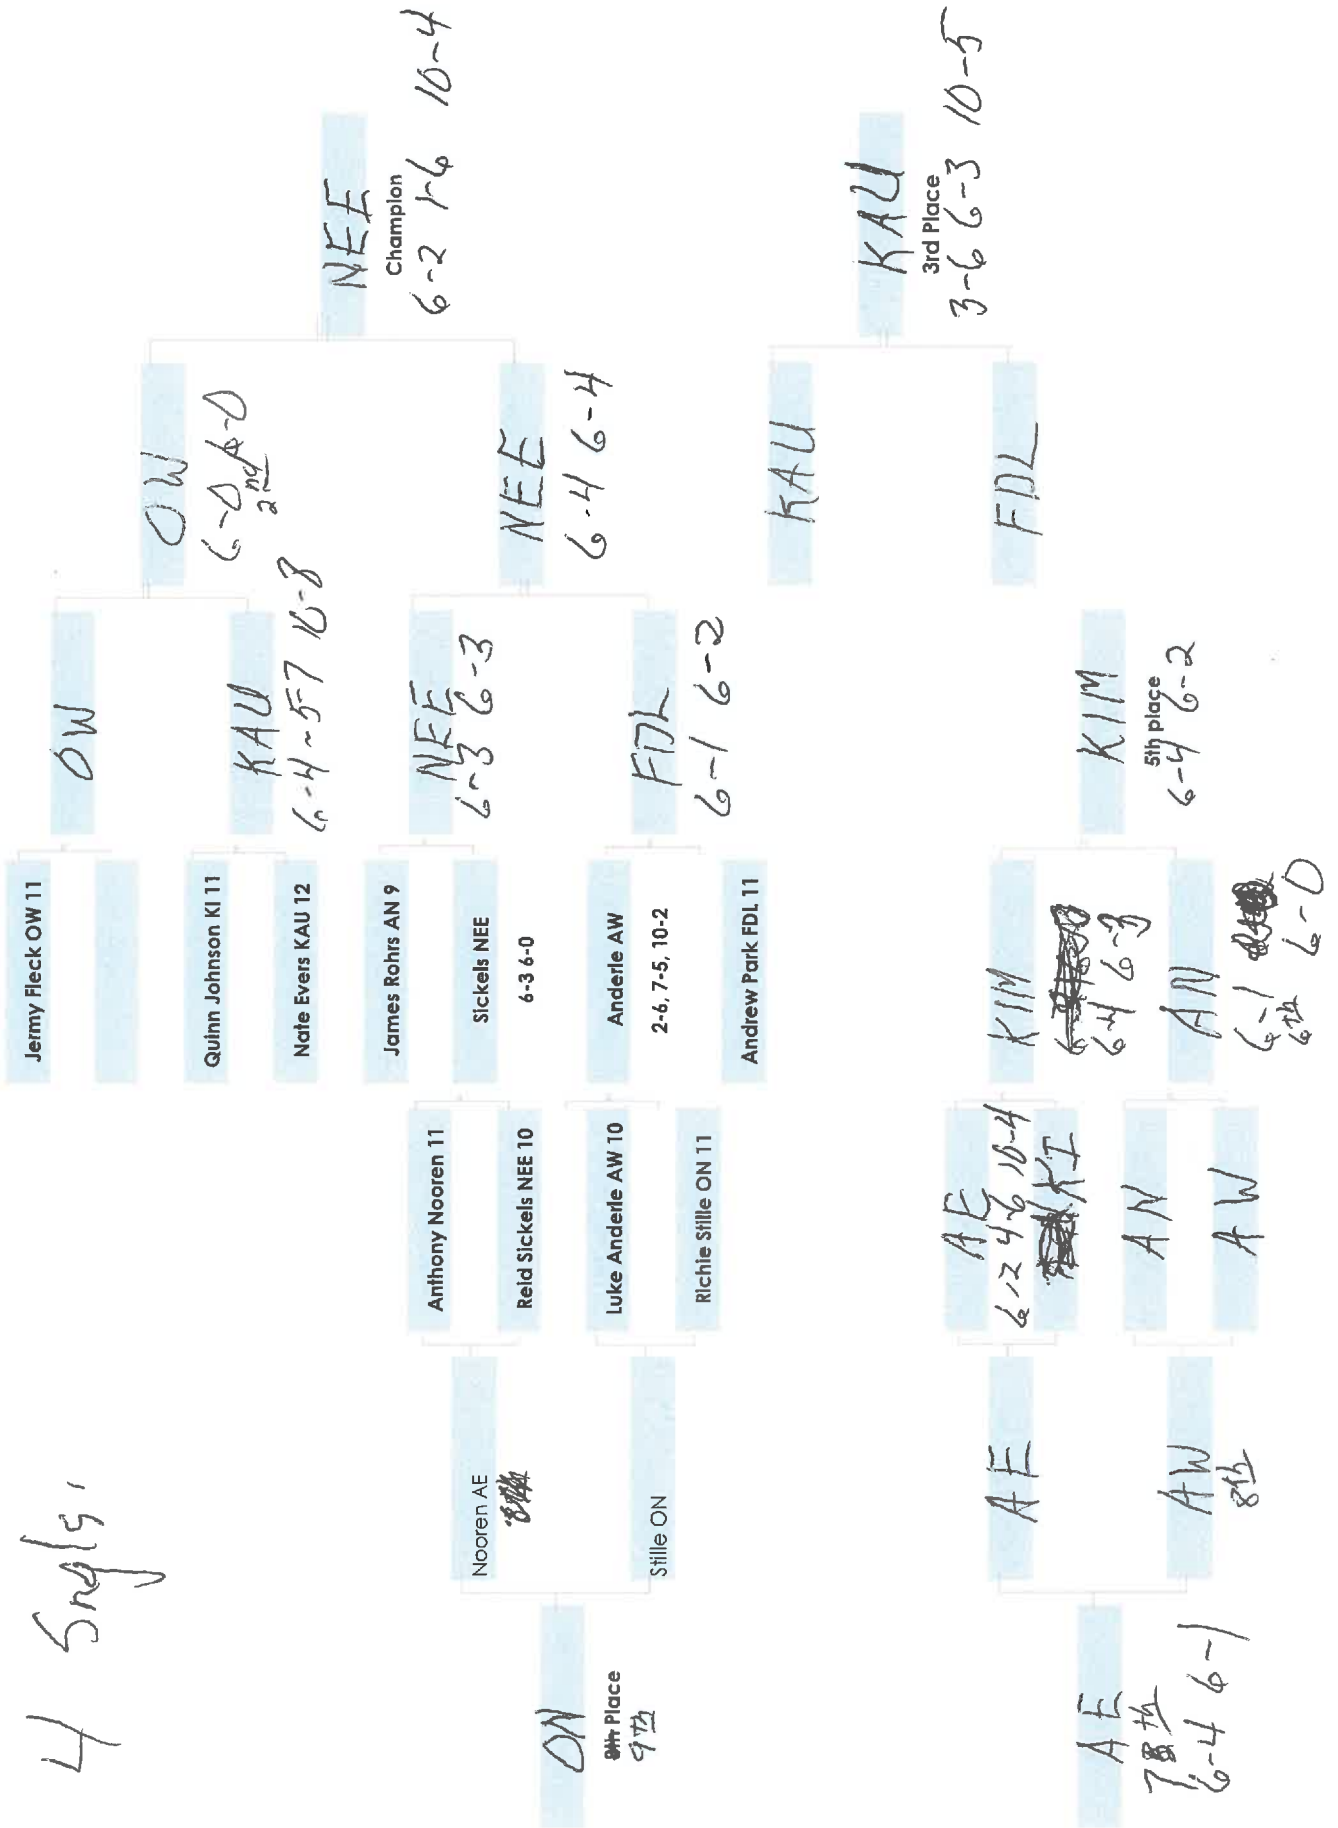 4 Sngls.
Jermy Fleck OW 11
Quinn Johnson KI 11
Nate Evers KAU 12
James Rohrs AN 9
Sickels NEE
6-3 6-0
Anderle AW
2-6, 7-5, 10-2
Andrew Park FDL 11
Anthony Nooren 11
Reid Sickels NEE 10
Luke Anderle AW 10
Richie Stille ON 11
Nooren AE
Stille ON
ON
8th Place
9th
OW
KAU
6-4 ~ 5-7 10-8
NEE
6-3 6-3
FDL
6-1 6-2
OW
6-0 6-0
2nd
NEE
6-4 6-4
NEE
Champion
6-2 1-6 10-4
KAU
FDL
KAU
3rd Place
3-6 6-3 10-5
AE
6-2 4-6 10-4
KI
AN
AW
KIM
6-4 6-3
AN
6-1 6-0
6th
KIM
5th place
6-4 6-2
AE
AW
8th
AE
7th
6-4 6-1